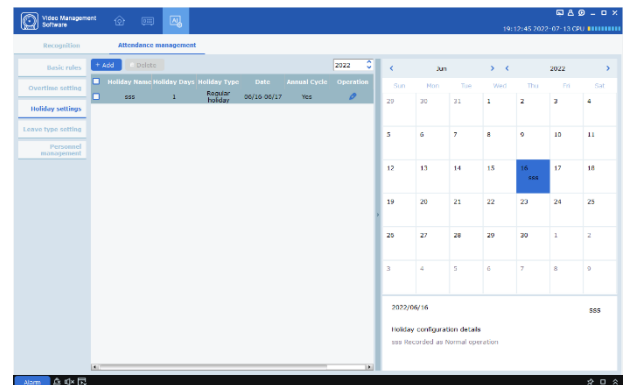 Video Management
Software
AI
19:12:45 2022-07-13 CPU
Recognition
Attendance management
Basic rules
Overtime setting
Holiday settings
Leave type setting
Personnel
management
+ Add
Delete
2022
Holiday Name Holiday Days Holiday Type Date Annual Cycle Operation
sss 1 Regular holiday 06/16-06/17 Yes
< Jun > < 2022 >
Sun Mon Tue Wed Thu Fri Sat
29 30 31 1 2 3 4
5 6 7 8 9 10 11
12 13 14 15 16 17 18
sss
19 20 21 22 23 24 25
26 27 28 29 30 1 2
3 4 5 6 7 8 9
2022/06/16 sss
Holiday configuration details
sss Recorded as Normal operation
Alarm